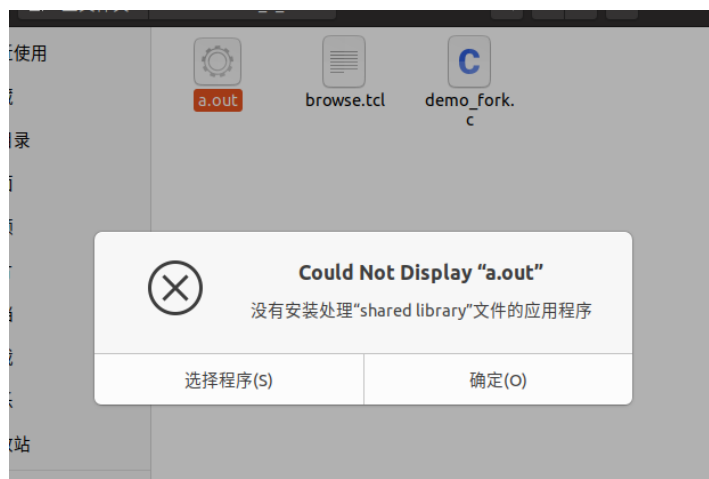 使用
a.out
browse.tcl
demo_fork.
c
录
Could Not Display “a.out”
没有安装处理“shared library”文件的应用程序
选择程序(S)
确定(O)
站